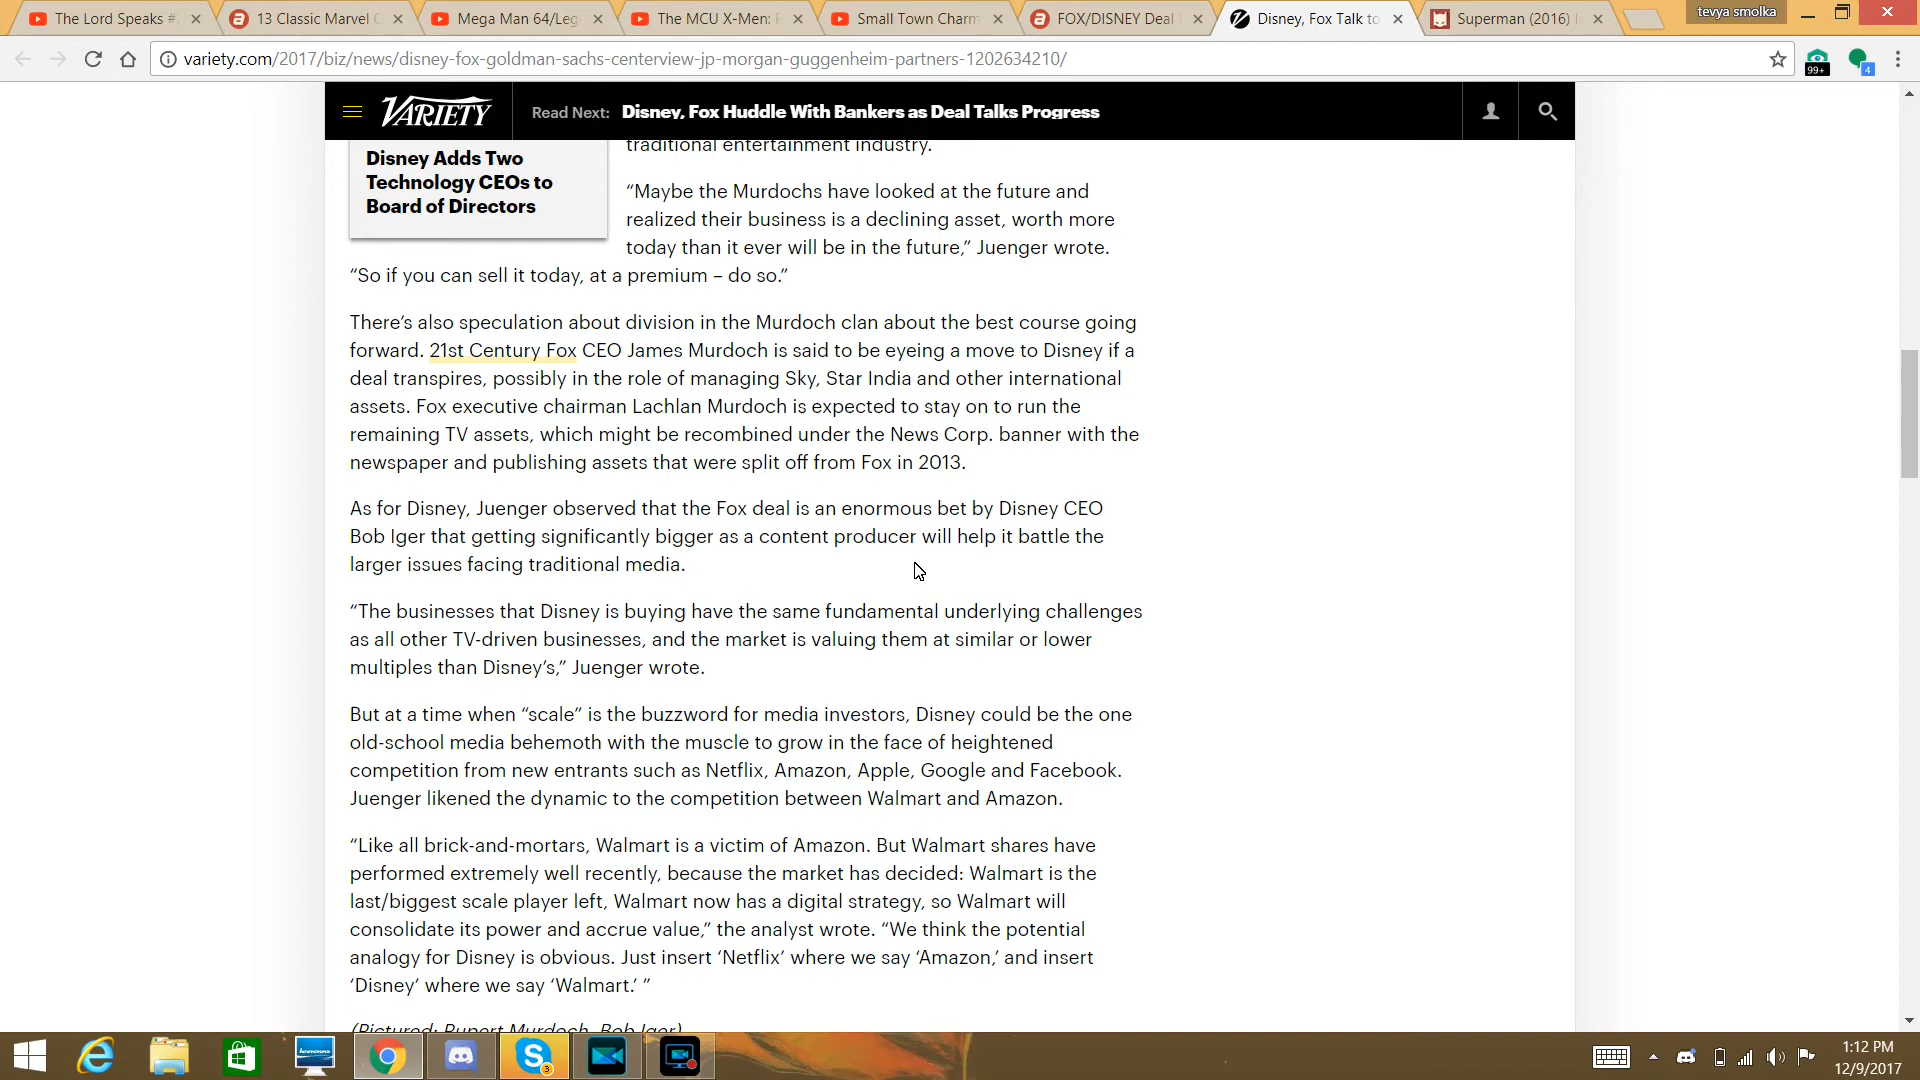 The Lord Speaks #
13 Classic Marvel C
Mega Man 64/Leg
The MCU X-Men: 
Small Town Charm
FOX/DISNEY Deal
Disney, Fox Talk to
Superman (2016)
tevya smolka
variety.com/2017/biz/news/disney-fox-goldman-sachs-centerview-jp-morgan-guggenheim-partners-1202634210/
99+
4
VARIETY
Read Next: Disney, Fox Huddle With Bankers as Deal Talks Progress
Disney Adds Two
Technology CEOs to
Board of Directors
traditional entertainment industry.
“Maybe the Murdochs have looked at the future and
realized their business is a declining asset, worth more
today than it ever will be in the future,” Juenger wrote.
“So if you can sell it today, at a premium – do so.”
There’s also speculation about division in the Murdoch clan about the best course going
forward. 21st Century Fox CEO James Murdoch is said to be eyeing a move to Disney if a
deal transpires, possibly in the role of managing Sky, Star India and other international
assets. Fox executive chairman Lachlan Murdoch is expected to stay on to run the
remaining TV assets, which might be recombined under the News Corp. banner with the
newspaper and publishing assets that were split off from Fox in 2013.
As for Disney, Juenger observed that the Fox deal is an enormous bet by Disney CEO
Bob Iger that getting significantly bigger as a content producer will help it battle the
larger issues facing traditional media.
“The businesses that Disney is buying have the same fundamental underlying challenges
as all other TV-driven businesses, and the market is valuing them at similar or lower
multiples than Disney’s,” Juenger wrote.
But at a time when “scale” is the buzzword for media investors, Disney could be the one
old-school media behemoth with the muscle to grow in the face of heightened
competition from new entrants such as Netflix, Amazon, Apple, Google and Facebook.
Juenger likened the dynamic to the competition between Walmart and Amazon.
“Like all brick-and-mortars, Walmart is a victim of Amazon. But Walmart shares have
performed extremely well recently, because the market has decided: Walmart is the
last/biggest scale player left, Walmart now has a digital strategy, so Walmart will
consolidate its power and accrue value,” the analyst wrote. “We think the potential
analogy for Disney is obvious. Just insert ‘Netflix’ where we say ‘Amazon,’ and insert
‘Disney’ where we say ‘Walmart.’ ”
(Pictured: Rupert Murdoch, Bob Iger)
3
1:12 PM
12/9/2017